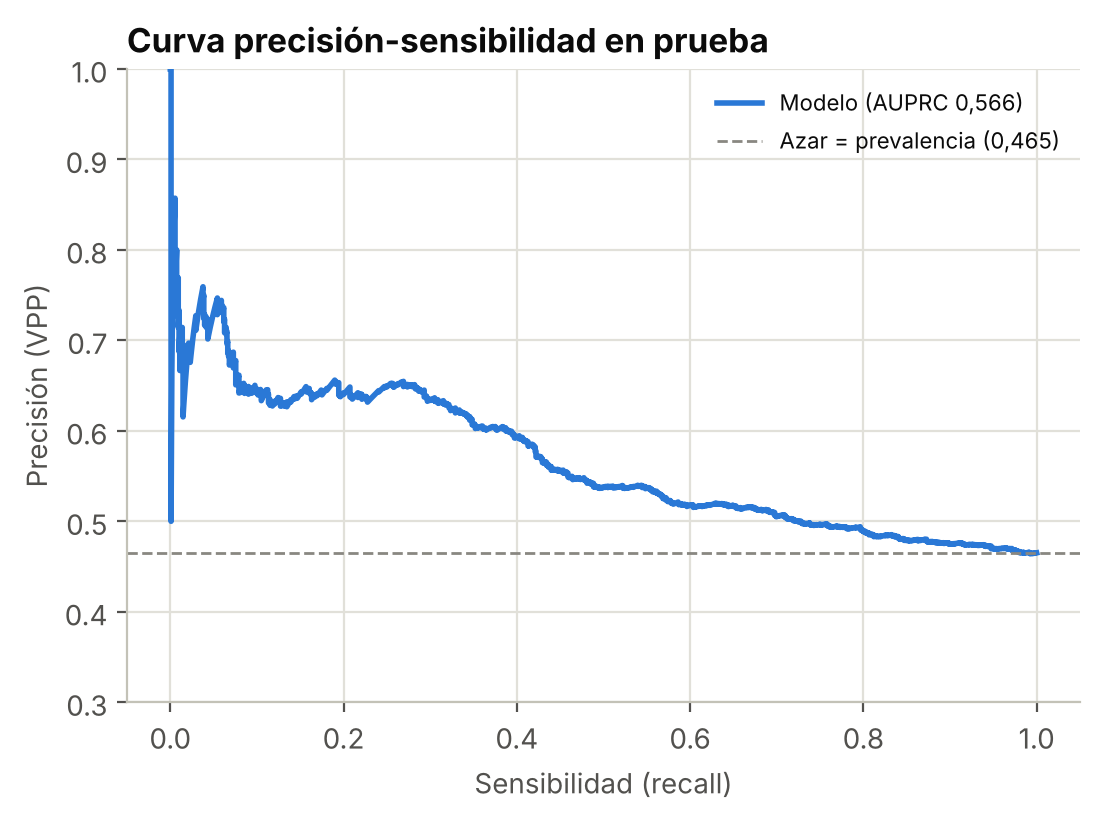 Curva precisión-sensibilidad en prueba
Modelo (AUPRC 0,566)
Azar = prevalencia (0,465)
Precisión (VPP)
1.0
0.9
0.8
0.7
0.6
0.5
0.4
0.3
0.0 0.2 0.4 0.6 0.8 1.0
Sensibilidad (recall)